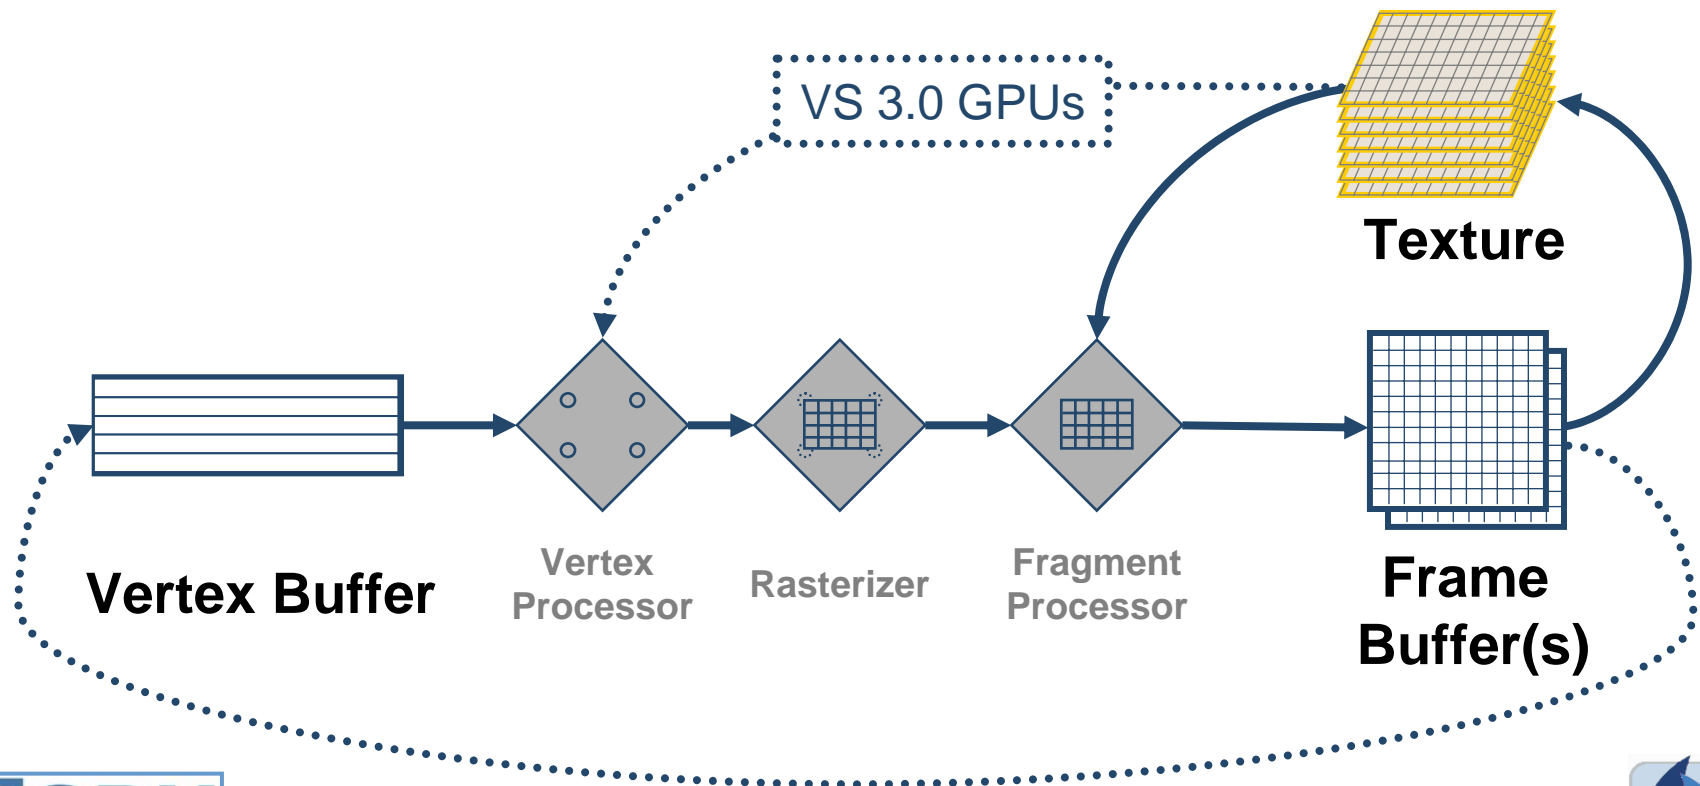 VS 3.0 GPUs
Texture
Vertex Buffer
Vertex
Processor
Rasterizer
Fragment
Processor
Frame
Buffer(s)